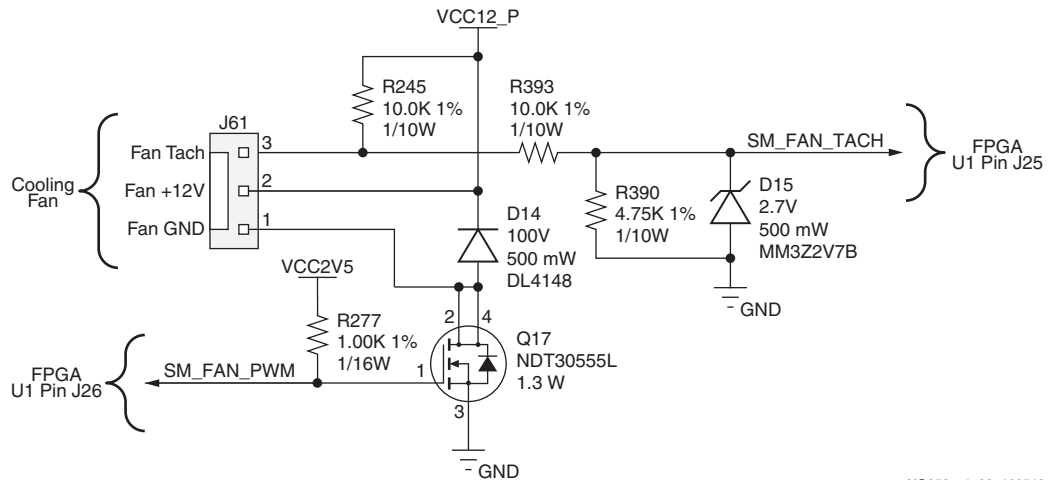 VCC12_P
R245
10.0K 1%
1/10W
R393
10.0K 1%
1/10W
J61
Fan Tach
3
SM_FAN_TACH
FPGA
U1 Pin J25
Cooling
Fan
Fan +12V
2
R390
4.75K 1%
1/10W
D15
2.7V
500 mW
MM3Z2V7B
Fan GND
1
D14
100V
500 mW
DL4148
VCC2V5
GND
R277
1.00K 1%
1/16W
2
4
Q17
NDT30555L
1.3 W
FPGA
U1 Pin J26
SM_FAN_PWM
1
3
GND